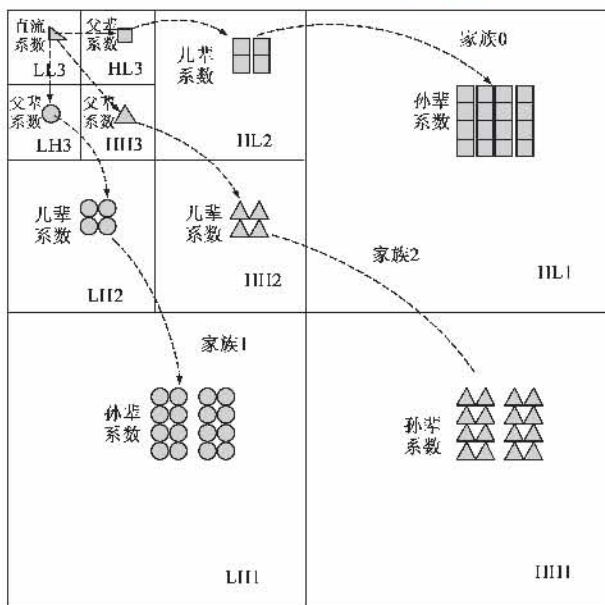 直流
系数
LL3
父辈
系数
HL3
父辈
系数
LH3
父辈
系数
HH3
儿辈
系数
HL2
家族0
孙辈
系数
HL1
儿辈
系数
LH2
儿辈
系数
HH2
家族2
家族1
孙辈
系数
LH1
孙辈
系数
HH1